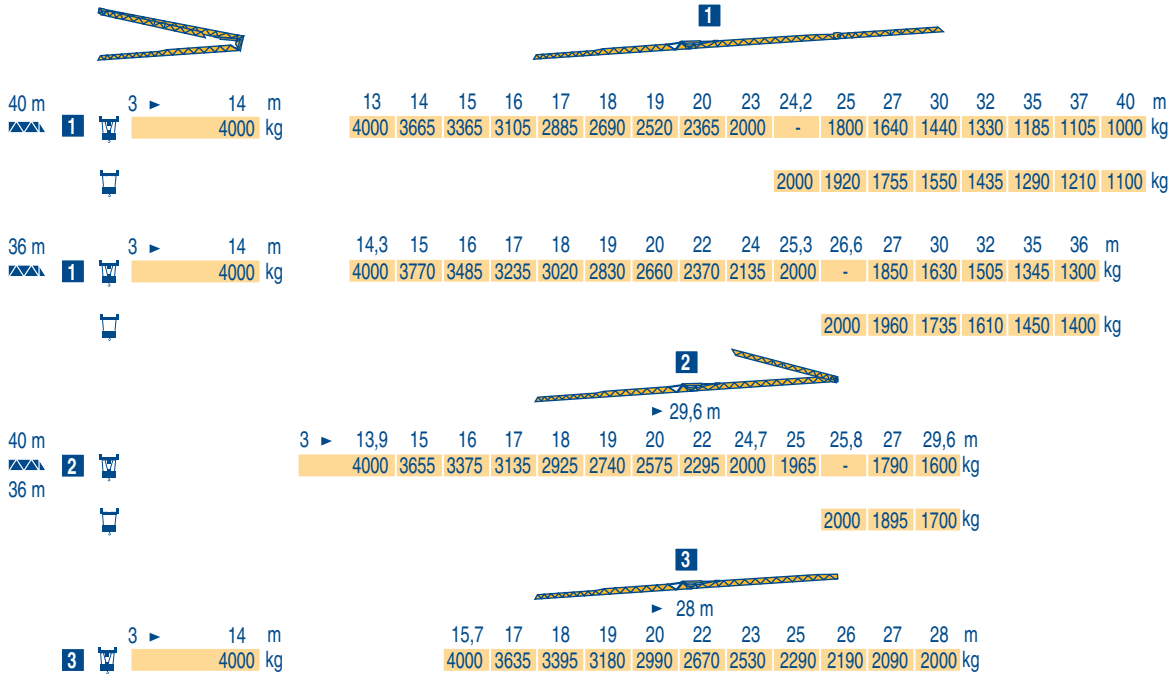 1
40 m 3 ► 14 m 13 14 15 16 17 18 19 20 23 24,2 25 27 30 32 35 37 40 m
1 4000 kg 4000 3665 3365 3105 2885 2690 2520 2365 2000 - 1800 1640 1440 1330 1185 1105 1000 kg
2000 1920 1755 1550 1435 1290 1210 1100 kg
36 m 3 ► 14 m 14,3 15 16 17 18 19 20 22 24 25,3 26,6 27 30 32 35 36 m
1 4000 kg 4000 3770 3485 3235 3020 2830 2660 2370 2135 2000 - 1850 1630 1505 1345 1300 kg
2000 1960 1735 1610 1450 1400 kg
2
► 29,6 m
40 m 3 ► 13,9 15 16 17 18 19 20 22 24,7 25 25,8 27 29,6 m
2 4000 3655 3375 3135 2925 2740 2575 2295 2000 1965 - 1790 1600 kg
36 m
2000 1895 1700 kg
3
► 28 m
3 ► 14 m 15,7 17 18 19 20 22 23 25 26 27 28 m
3 4000 kg 4000 3635 3395 3180 2990 2670 2530 2290 2190 2090 2000 kg